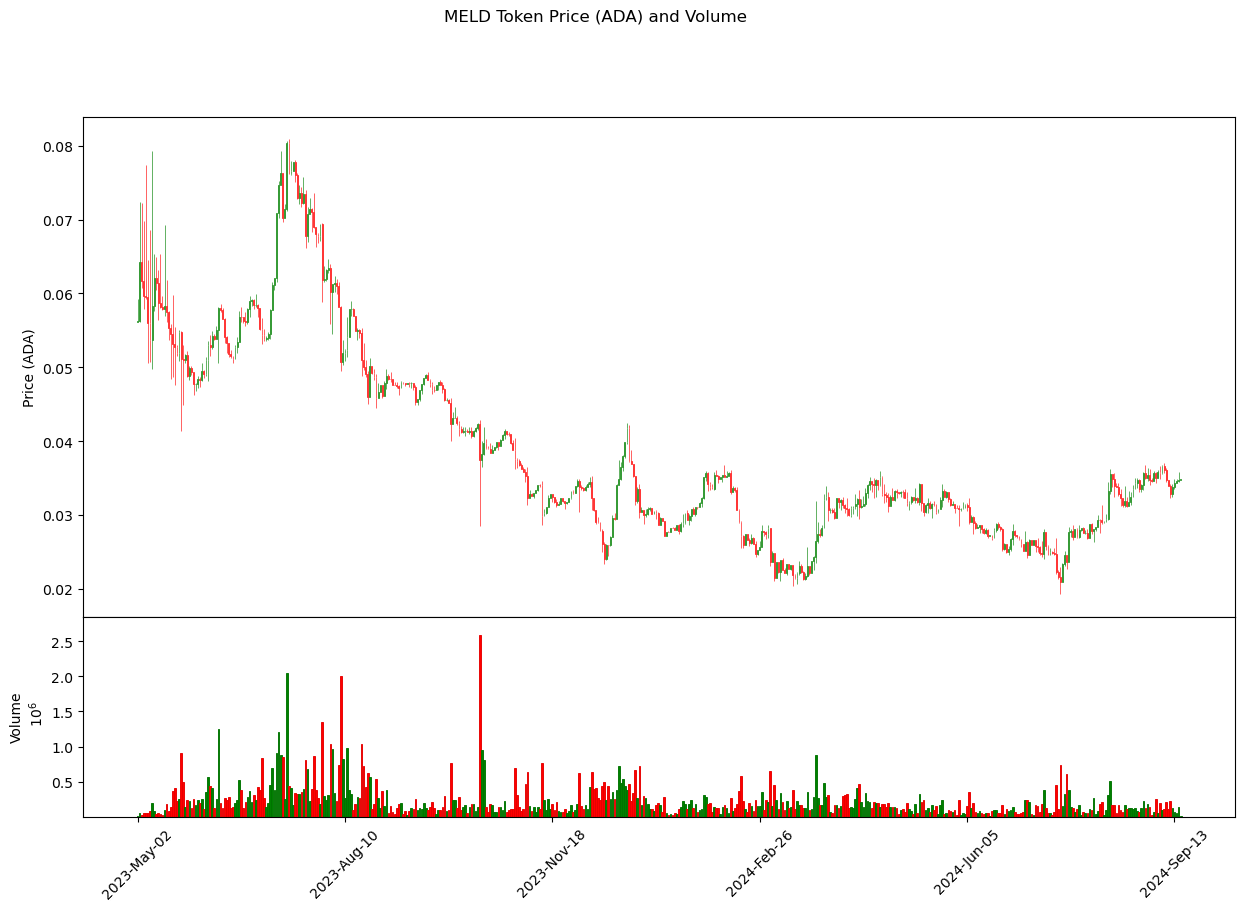 MELD Token Price (ADA) and Volume
Price (ADA)
0.08
0.07
0.06
0.05
0.04
0.03
0.02
Volume
10^6
2.5
2.0
1.5
1.0
0.5
2023-May-02
2023-Aug-10
2023-Nov-18
2024-Feb-26
2024-Jun-05
2024-Sep-13